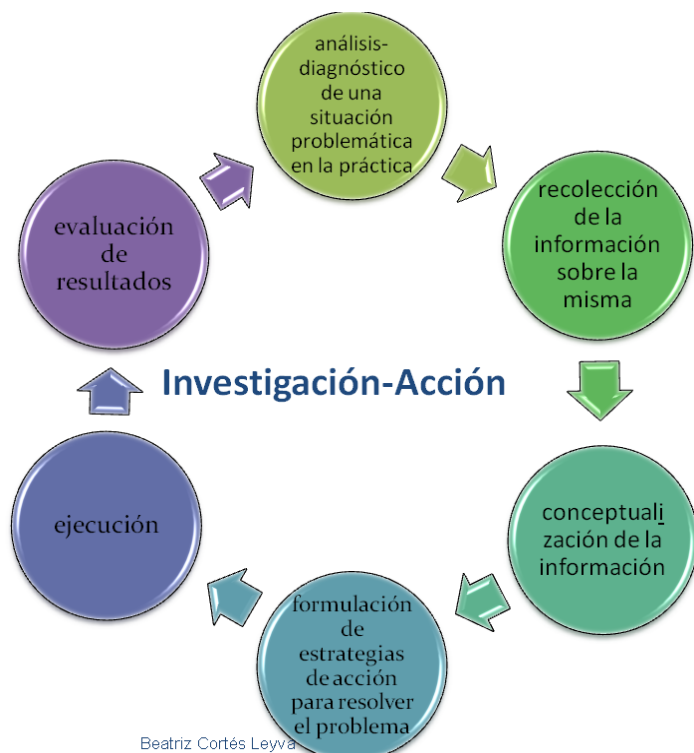 análisis-
diagnóstico
de una
situación
problemática
en la práctica
recolección
de la
información
sobre la
misma
conceptuali
zación de la
información
formulación
de
estrategias
de acción
para resolver
el problema
ejecución
evaluación
de
resultados
Investigación-Acción
Beatriz Cortés Leyva